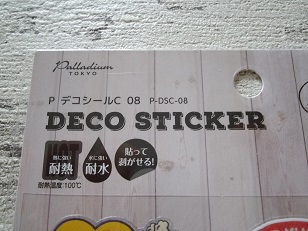 Palladium
TOKYO
P デコシールC 08 P-DSC-08
DECO STICKER
HOT
熱に強い
耐熱
水に強い
耐水
貼って
剥がせる!
耐熱温度:100℃